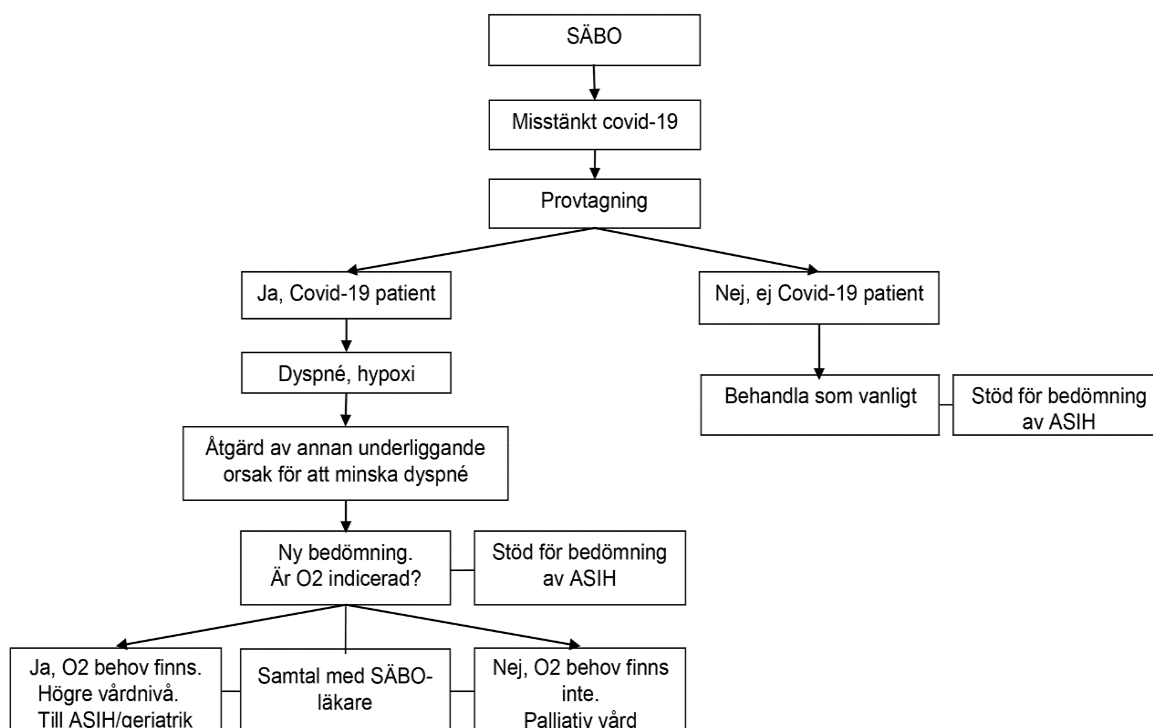 SÄBO
Misstänkt covid-19
Provtagning
Ja, Covid-19 patient
Nej, ej Covid-19 patient
Dyspné, hypoxi
Behandla som vanligt
Stöd för bedömning
av ASIH
Åtgärd av annan underliggande
orsak för att minska dyspné
Ny bedömning.
Är O2 indicerad?
Stöd för bedömning
av ASIH
Ja, O2 behov finns.
Högre vårdnivå.
Till ASIH/geriatrik
Samtal med SÄBO-
läkare
Nej, O2 behov finns
inte.
Palliativ vård